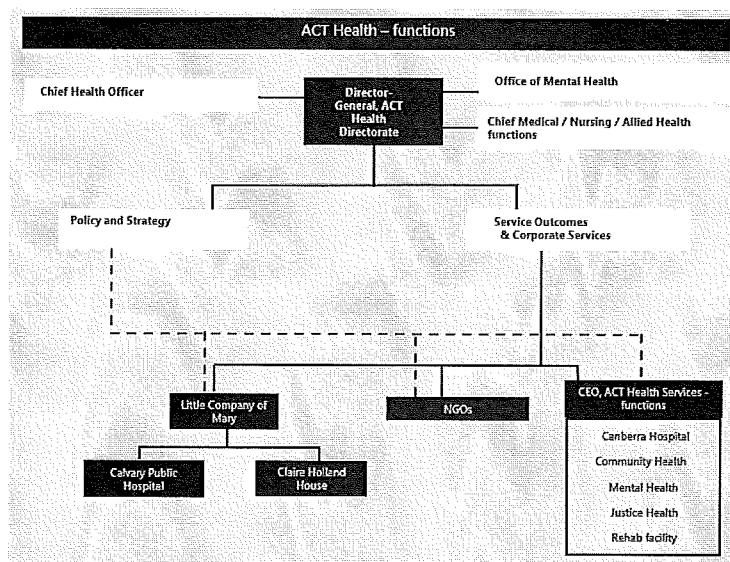 ACT Health – functions
Chief Health Officer
Director-
General, ACT
Health
Directorate
Office of Mental Health
Chief Medical / Nursing / Allied Health
functions
Policy and Strategy
Service Outcomes
& Corporate Services
Little Company of
Mary
NGOs
CEO, ACT Health Services -
functions
Calvary Public
Hospital
Claire Holland
House
Canberra Hospital
Community Health
Mental Health
Justice Health
Rehab facility